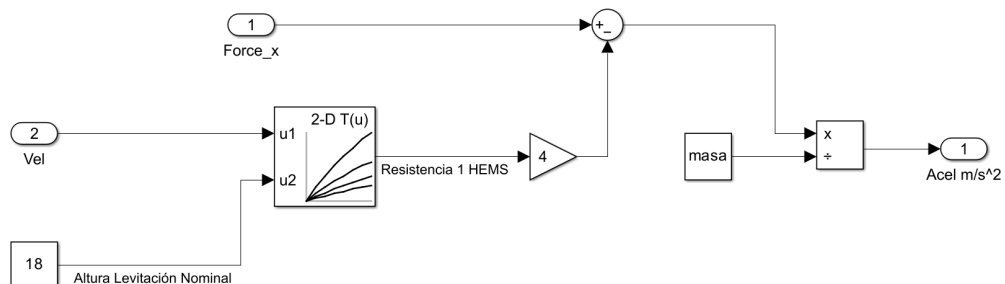 1
Force_x
+
−
2
Vel
2-D T(u)
u1
u2
Resistencia 1 HEMS
4
masa
x
÷
1
Acel m/s^2
18
Altura Levitación Nominal